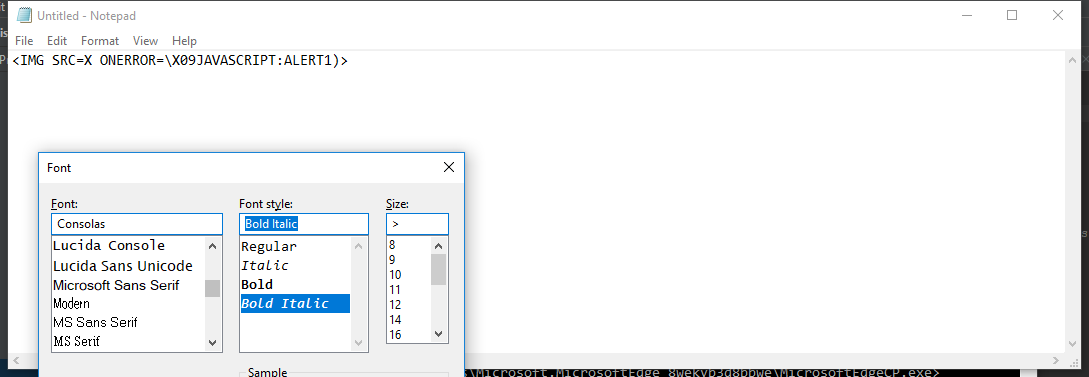 Untitled - Notepad
File Edit Format View Help
<IMG SRC=X ONERROR=\X09JAVASCRIPT:ALERT1)>
Font
Font: Font style: Size:
Consolas Bold Italic >
Lucida Console Regular 8
Lucida Sans Unicode Italic 9
Microsoft Sans Serif Bold 10
Modern Bold Italic 11
MS Sans Serif 12
MS Serif 14
16
Sample
\Microsoft.MicrosoftEdge_8wekyb3d8bbwe\MicrosoftEdgeCP.exe>